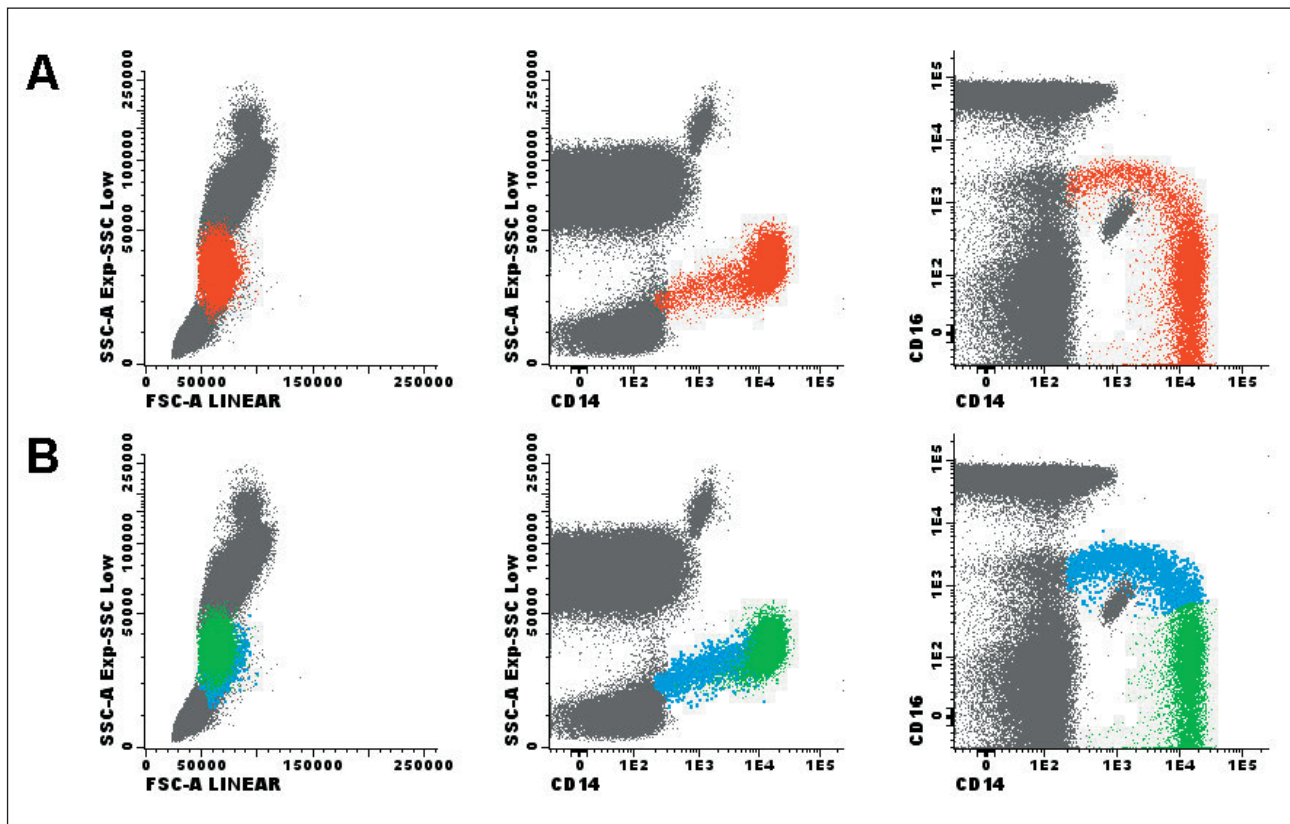 A
SSC-A Exp-SSC Low
0 50000 100000 250000
0 50000 150000 250000
FSC-A LINEAR
SSC-A Exp-SSC Low
0 50000 100000 250000
0 1E2 1E3 1E4 1E5
CD14
CD16
0 1E2 1E3 1E4 1E5
0 1E2 1E3 1E4 1E5
CD14
B
SSC-A Exp-SSC Low
0 50000 100000 250000
0 50000 150000 250000
FSC-A LINEAR
SSC-A Exp-SSC Low
0 50000 100000 250000
0 1E2 1E3 1E4 1E5
CD14
CD16
0 1E2 1E3 1E4 1E5
0 1E2 1E3 1E4 1E5
CD14